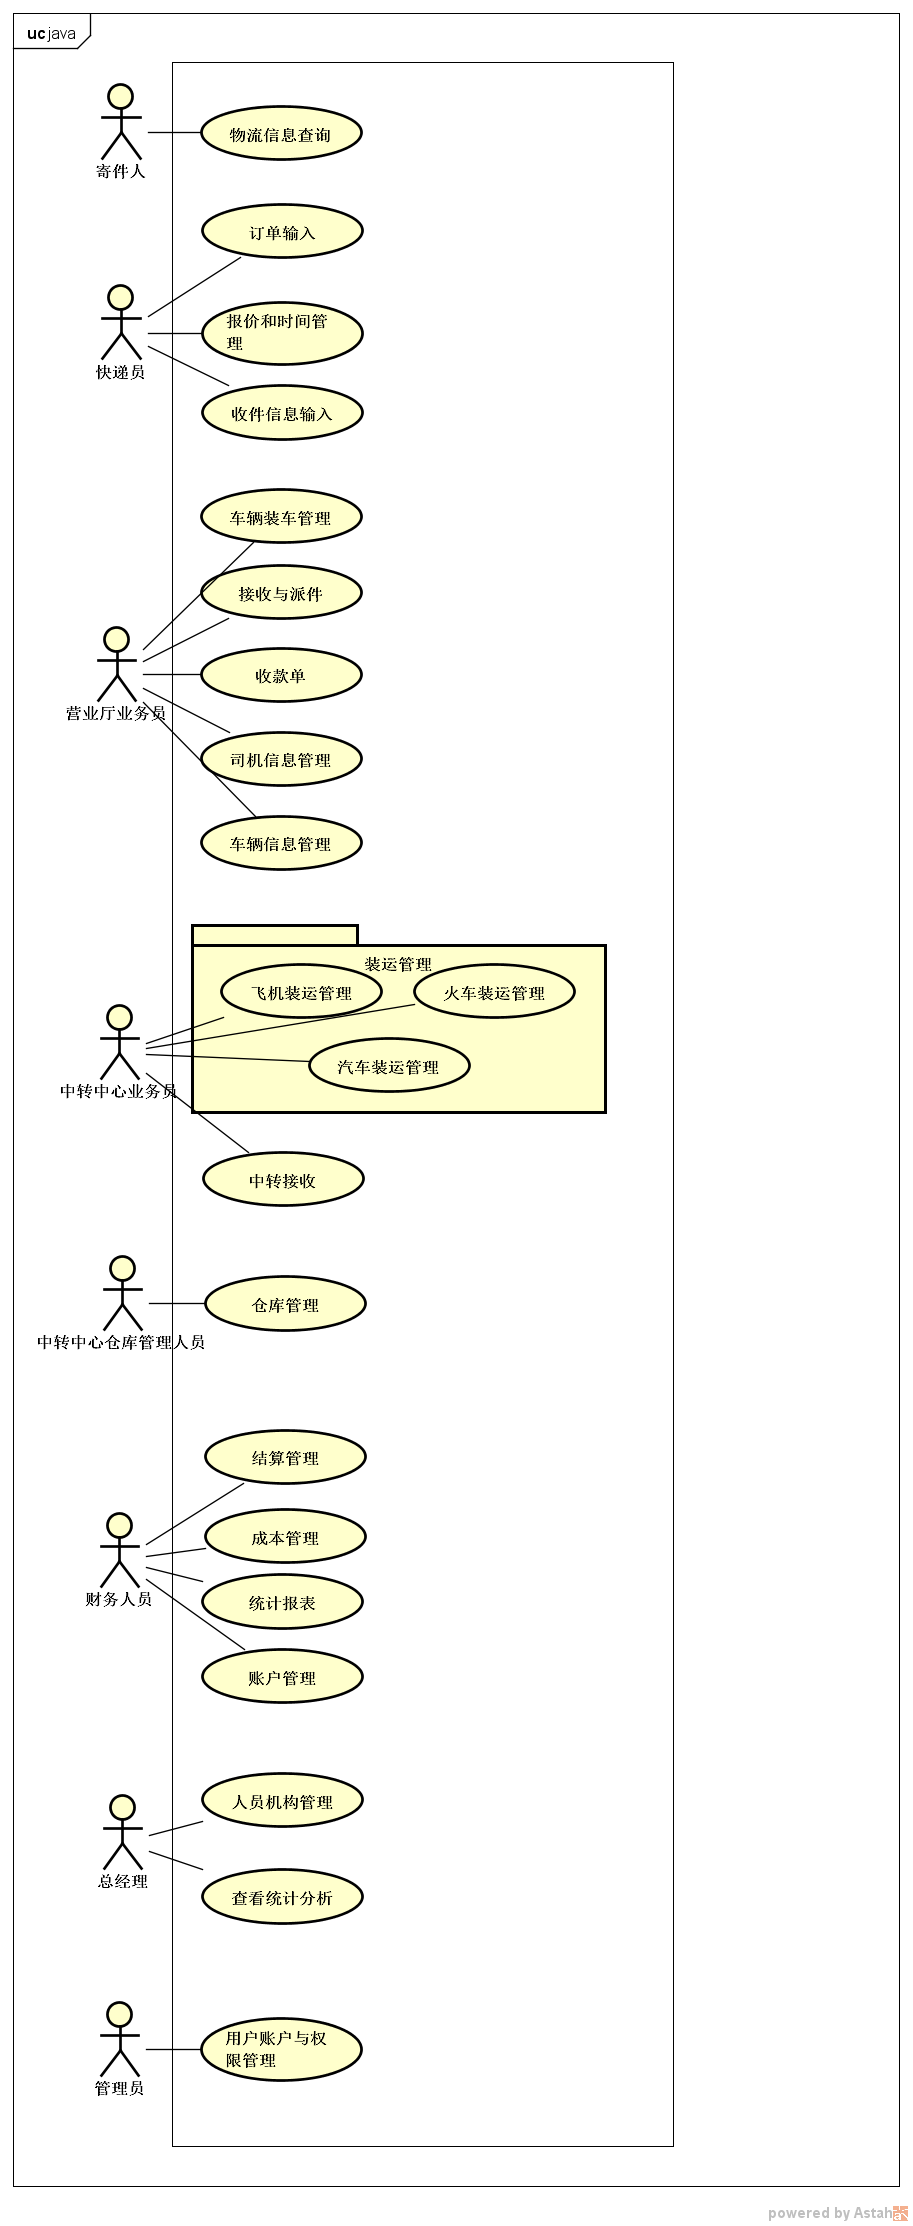 uc java
物流信息查询
寄件人
订单输入
报价和时间管
理
快递员
收件信息输入
车辆装车管理
接收与派件
收款单
营业厅业务员
司机信息管理
车辆信息管理
装运管理
飞机装运管理
火车装运管理
汽车装运管理
中转中心业务员
中转接收
仓库管理
中转中心仓库管理人员
结算管理
成本管理
财务人员
统计报表
账户管理
人员机构管理
总经理
查看统计分析
用户账户与权
限管理
管理员
powered by Astah